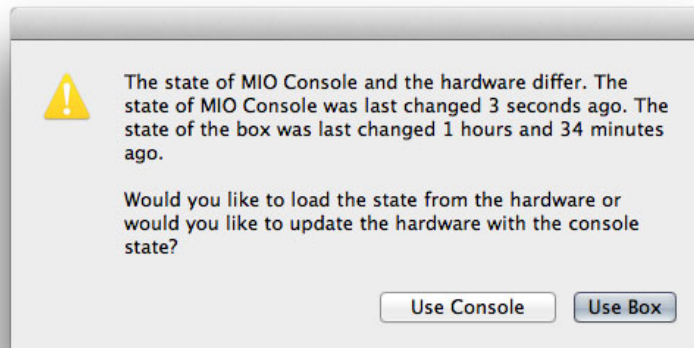 The state of MIO Console and the hardware differ. The
state of MIO Console was last changed 3 seconds ago. The
state of the box was last changed 1 hours and 34 minutes
ago.
Would you like to load the state from the hardware or
would you like to update the hardware with the console
state?
Use Console
Use Box